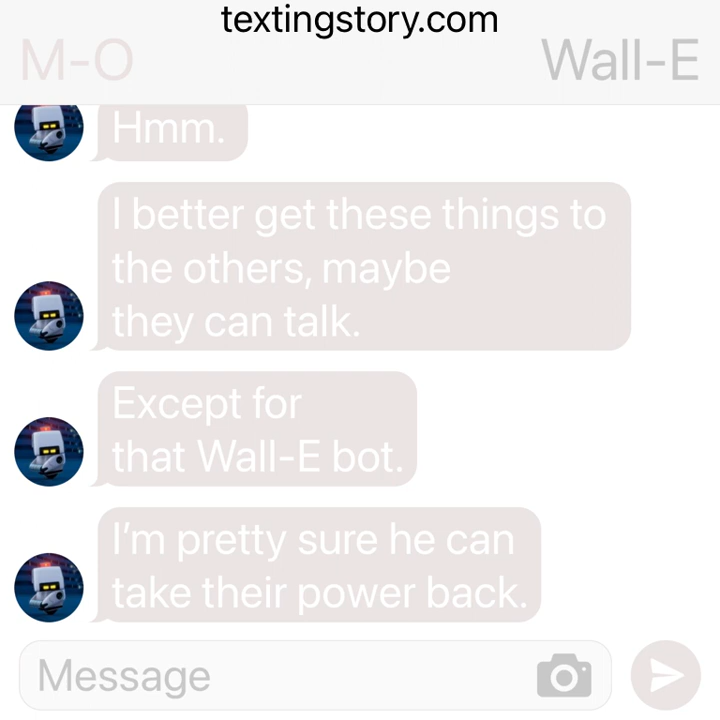 textingstory.com
M-O
Wall-E
Hmm.
I better get these things to
the others, maybe
they can talk.
Except for
that Wall-E bot.
I’m pretty sure he can
take their power back.
Message